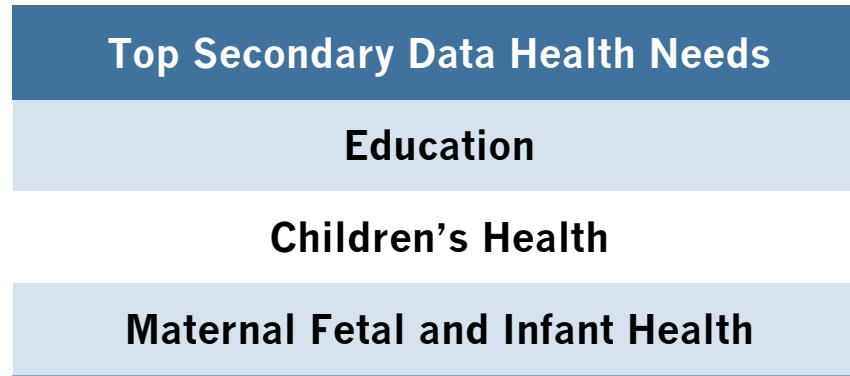 Top Secondary Data Health Needs
Education
Children’s Health
Maternal Fetal and Infant Health